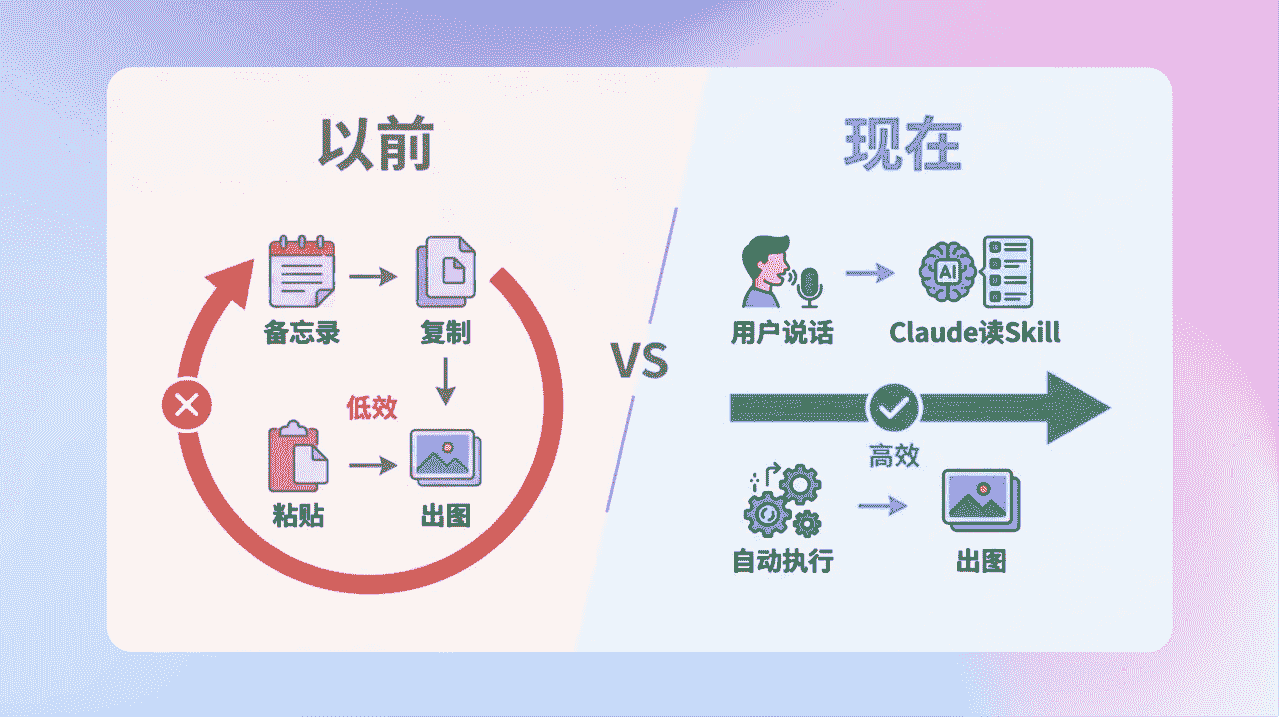 以前
备忘录
复制
低效
粘贴
出图
VS
现在
用户说话
AI
Claude读Skill
高效
自动执行
出图